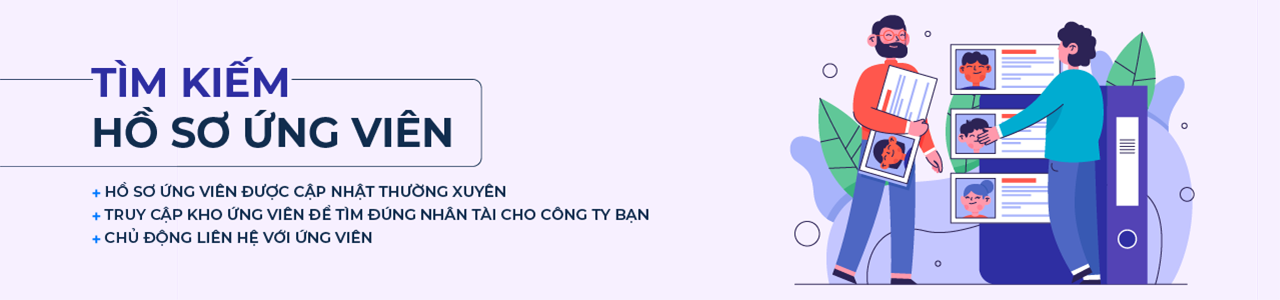 TÌM KIẾM
HỒ SƠ ỨNG VIÊN
+ HỒ SƠ ỨNG VIÊN ĐƯỢC CẬP NHẬT THƯỜNG XUYÊN
+ TRUY CẬP KHO ỨNG VIÊN ĐỂ TÌM ĐÚNG NHÂN TÀI CHO CÔNG TY BẠN
+ CHỦ ĐỘNG LIÊN HỆ VỚI ỨNG VIÊN